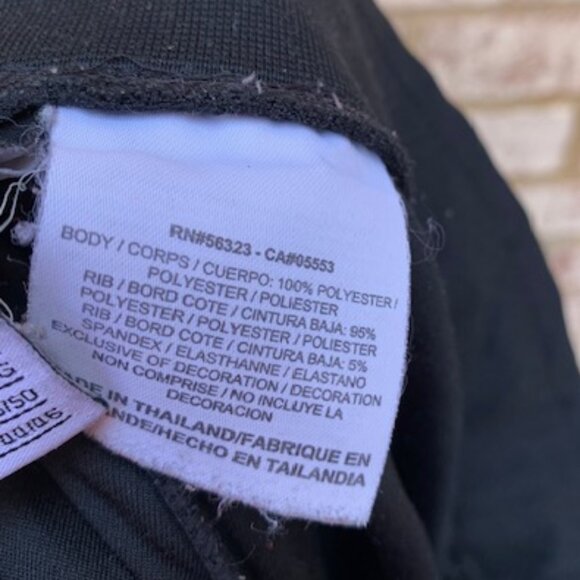 RN#56323 - CA#05553
BODY / CORPS / CUERPO: 100% POLYESTER /
POLYESTER / POLIESTER
RIB / BORD COTE / CINTURA BAJA: 95%
POLYESTER / POLYESTER / POLIESTER
RIB / BORD COTE / CINTURA BAJA: 5%
SPANDEX / ELASTHANNE / ELASTANO
EXCLUSIVE OF DECORATION / DECORATION
NON COMPRISE / NO INCLUYE LA
DECORACION
MADE IN THAILAND/FABRIQUE EN
ANDE/HECHO EN TAILANDIA